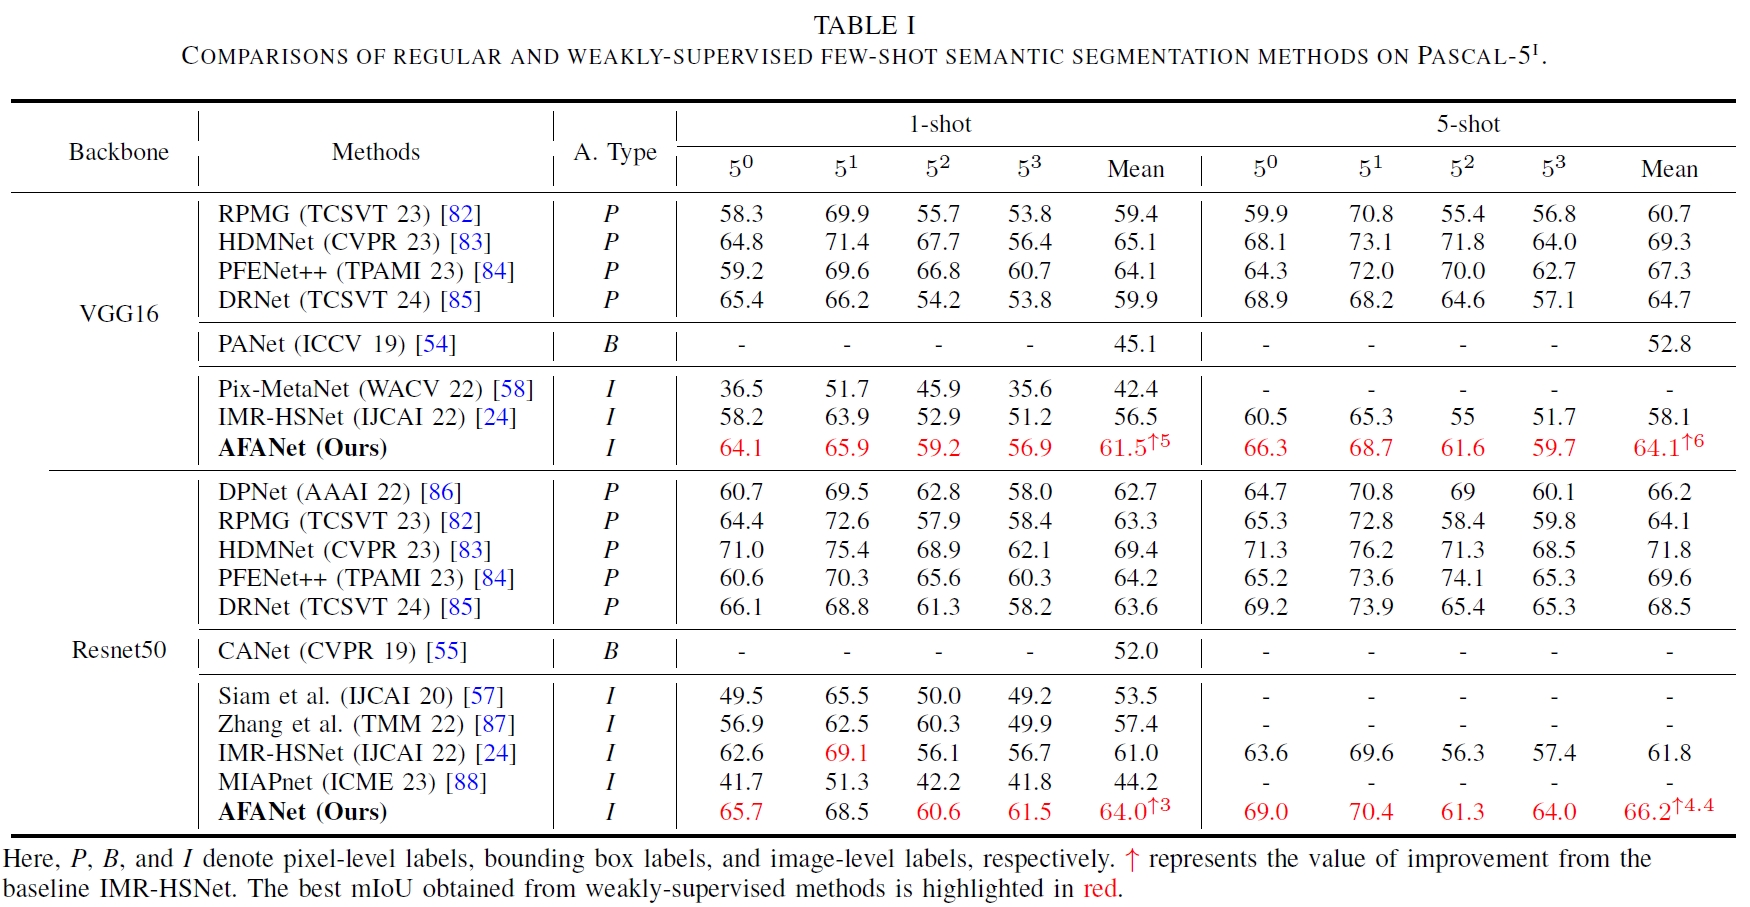 TABLE I
COMPARISONS OF REGULAR AND WEAKLY-SUPERVISED FEW-SHOT SEMANTIC SEGMENTATION METHODS ON PASCAL-5^I.
Backbone Methods A. Type 1-shot 5-shot
5^0 5^1 5^2 5^3 Mean 5^0 5^1 5^2 5^3 Mean
VGG16
RPMG (TCSVT 23) [82] P 58.3 69.9 55.7 53.8 59.4 59.9 70.8 55.4 56.8 60.7
HDMNet (CVPR 23) [83] P 64.8 71.4 67.7 56.4 65.1 68.1 73.1 71.8 64.0 69.3
PFENet++ (TPAMI 23) [84] P 59.2 69.6 66.8 60.7 64.1 64.3 72.0 70.0 62.7 67.3
DRNet (TCSVT 24) [85] P 65.4 66.2 54.2 53.8 59.9 68.9 68.2 64.6 57.1 64.7
PANet (ICCV 19) [54] B - - - - 45.1 - - - - 52.8
Pix-MetaNet (WACV 22) [58] I 36.5 51.7 45.9 35.6 42.4 - - - - -
IMR-HSNet (IJCAI 22) [24] I 58.2 63.9 52.9 51.2 56.5 60.5 65.3 55 51.7 58.1
AFANet (Ours) I 64.1 65.9 59.2 56.9 61.5↑5 66.3 68.7 61.6 59.7 64.1↑6
Resnet50
DPNet (AAAI 22) [86] P 60.7 69.5 62.8 58.0 62.7 64.7 70.8 69 60.1 66.2
RPMG (TCSVT 23) [82] P 64.4 72.6 57.9 58.4 63.3 65.3 72.8 58.4 59.8 64.1
HDMNet (CVPR 23) [83] P 71.0 75.4 68.9 62.1 69.4 71.3 76.2 71.3 68.5 71.8
PFENet++ (TPAMI 23) [84] P 60.6 70.3 65.6 60.3 64.2 65.2 73.6 74.1 65.3 69.6
DRNet (TCSVT 24) [85] P 66.1 68.8 61.3 58.2 63.6 69.2 73.9 65.4 65.3 68.5
CANet (CVPR 19) [55] B - - - - 52.0 - - - - -
Siam et al. (IJCAI 20) [57] I 49.5 65.5 50.0 49.2 53.5 - - - - -
Zhang et al. (TMM 22) [87] I 56.9 62.5 60.3 49.9 57.4 - - - - -
IMR-HSNet (IJCAI 22) [24] I 62.6 69.1 56.1 56.7 61.0 63.6 69.6 56.3 57.4 61.8
MIAPnet (ICME 23) [88] I 41.7 51.3 42.2 41.8 44.2 - - - - -
AFANet (Ours) I 65.7 68.5 60.6 61.5 64.0↑3 69.0 70.4 61.3 64.0 66.2↑4.4
Here, P, B, and I denote pixel-level labels, bounding box labels, and image-level labels, respectively. ↑ represents the value of improvement from the
baseline IMR-HSNet. The best mIoU obtained from weakly-supervised methods is highlighted in red.